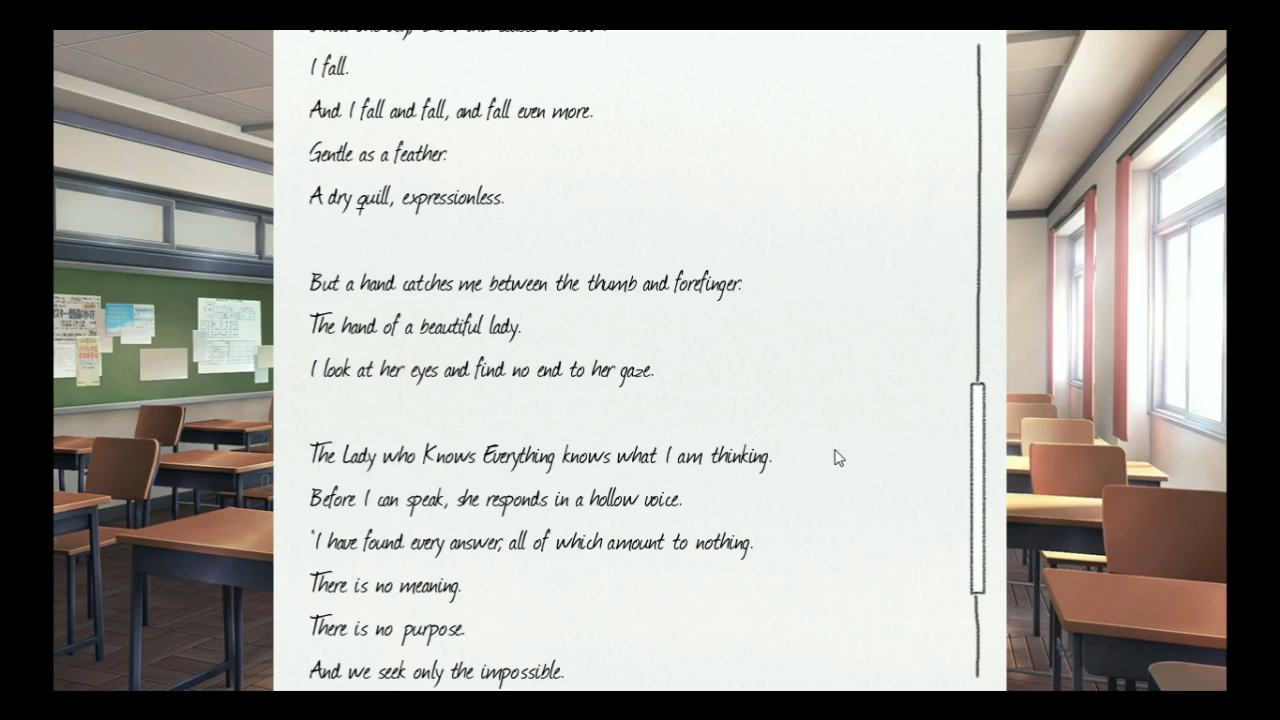 I fall.
And I fall and fall, and fall even more.
Gentle as a feather.
A dry quill, expressionless.
But a hand catches me between the thumb and forefinger.
The hand of a beautiful lady.
I look at her eyes and find no end to her gaze.
The Lady who Knows Everything knows what I am thinking.
Before I can speak, she responds in a hollow voice.
"I have found every answer, all of which amount to nothing.
There is no meaning.
There is no purpose.
And we seek only the impossible.